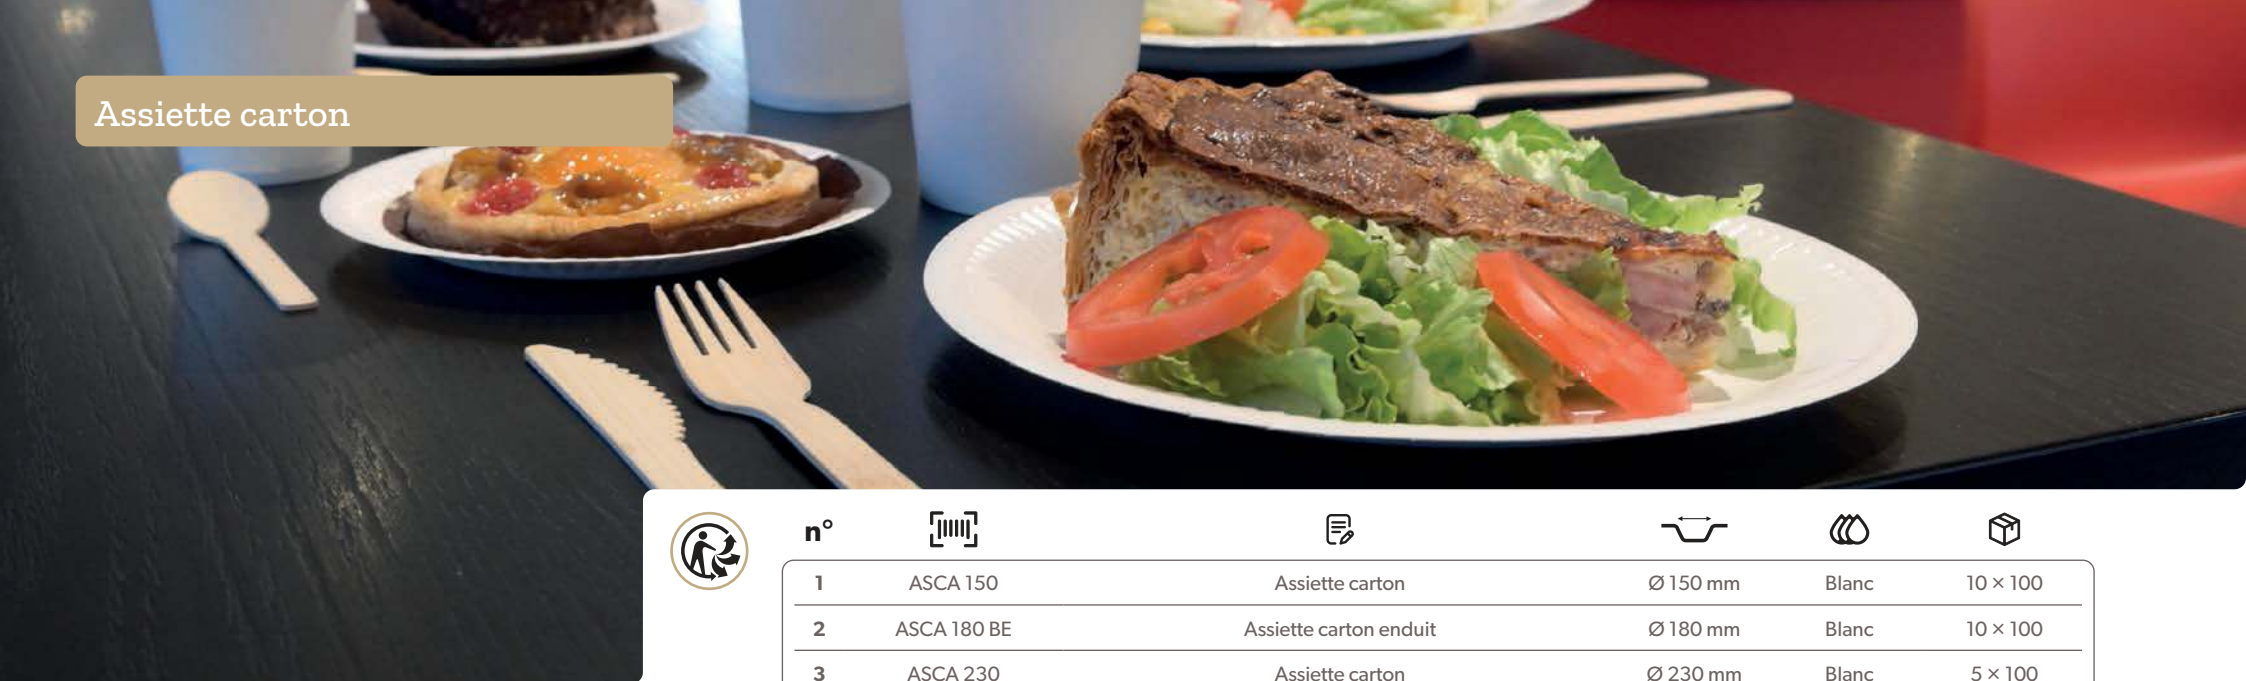 Assiette carton
n°
1 ASCA 150 Assiette carton Ø 150 mm Blanc 10 × 100
2 ASCA 180 BE Assiette carton enduit Ø 180 mm Blanc 10 × 100
3 ASCA 230 Assiette carton Ø 230 mm Blanc 5 × 100